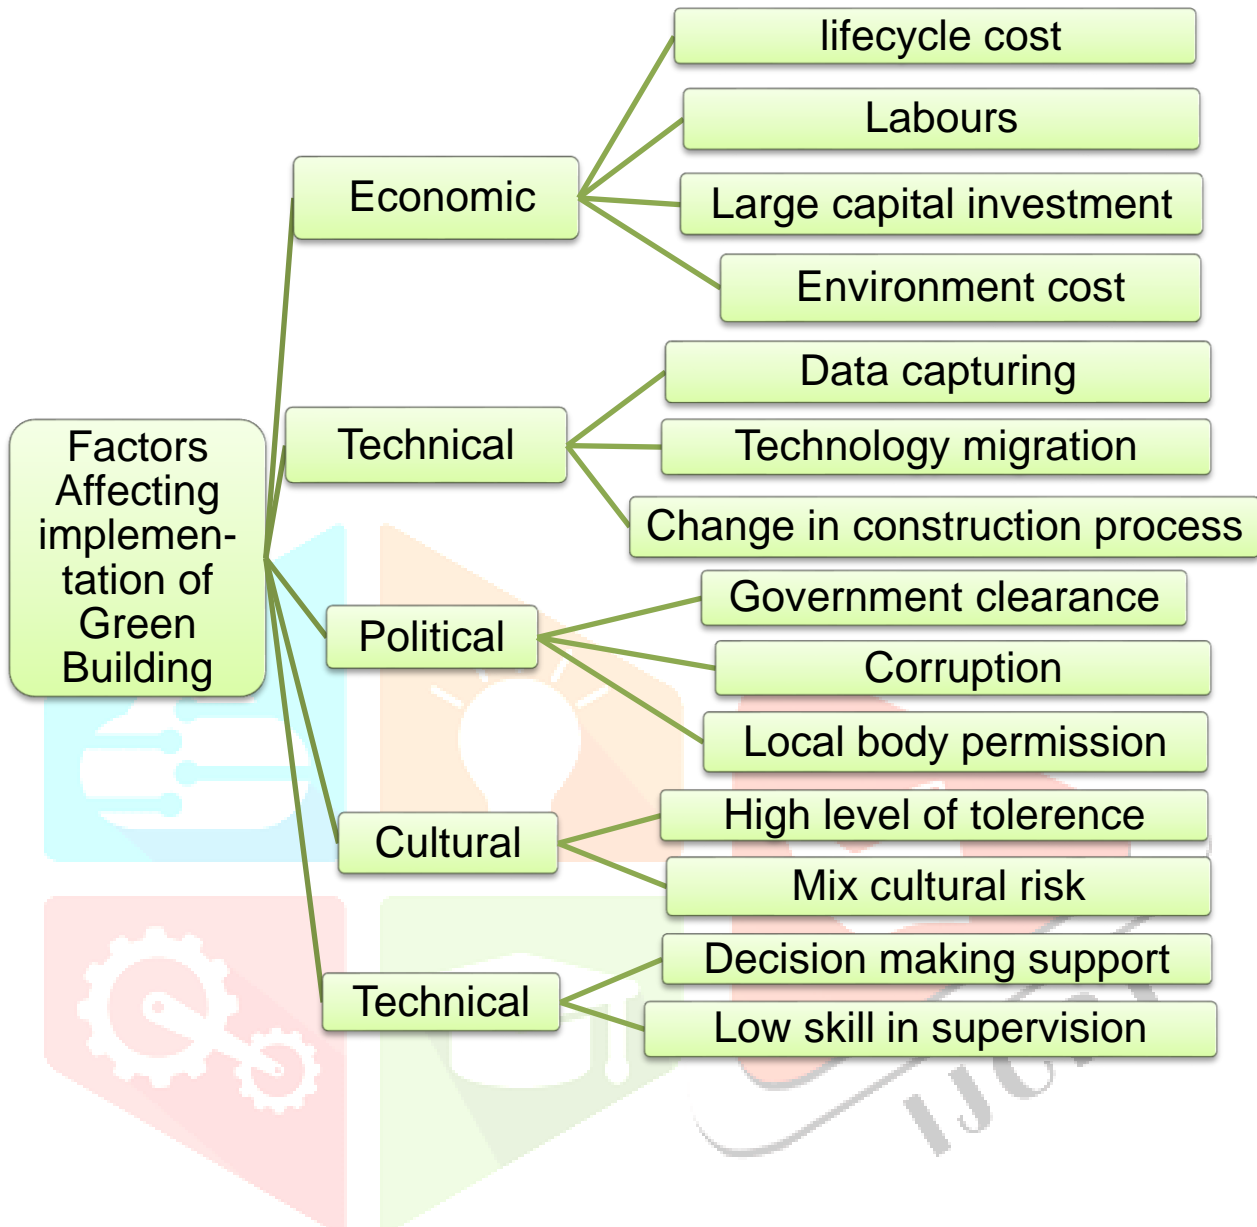 Factors
Affecting
implemen-
tation of
Green
Building
Economic
lifecycle cost
Labours
Large capital investment
Environment cost
Technical
Data capturing
Technology migration
Change in construction process
Political
Government clearance
Corruption
Local body permission
Cultural
High level of tolerence
Mix cultural risk
Technical
Decision making support
Low skill in supervision